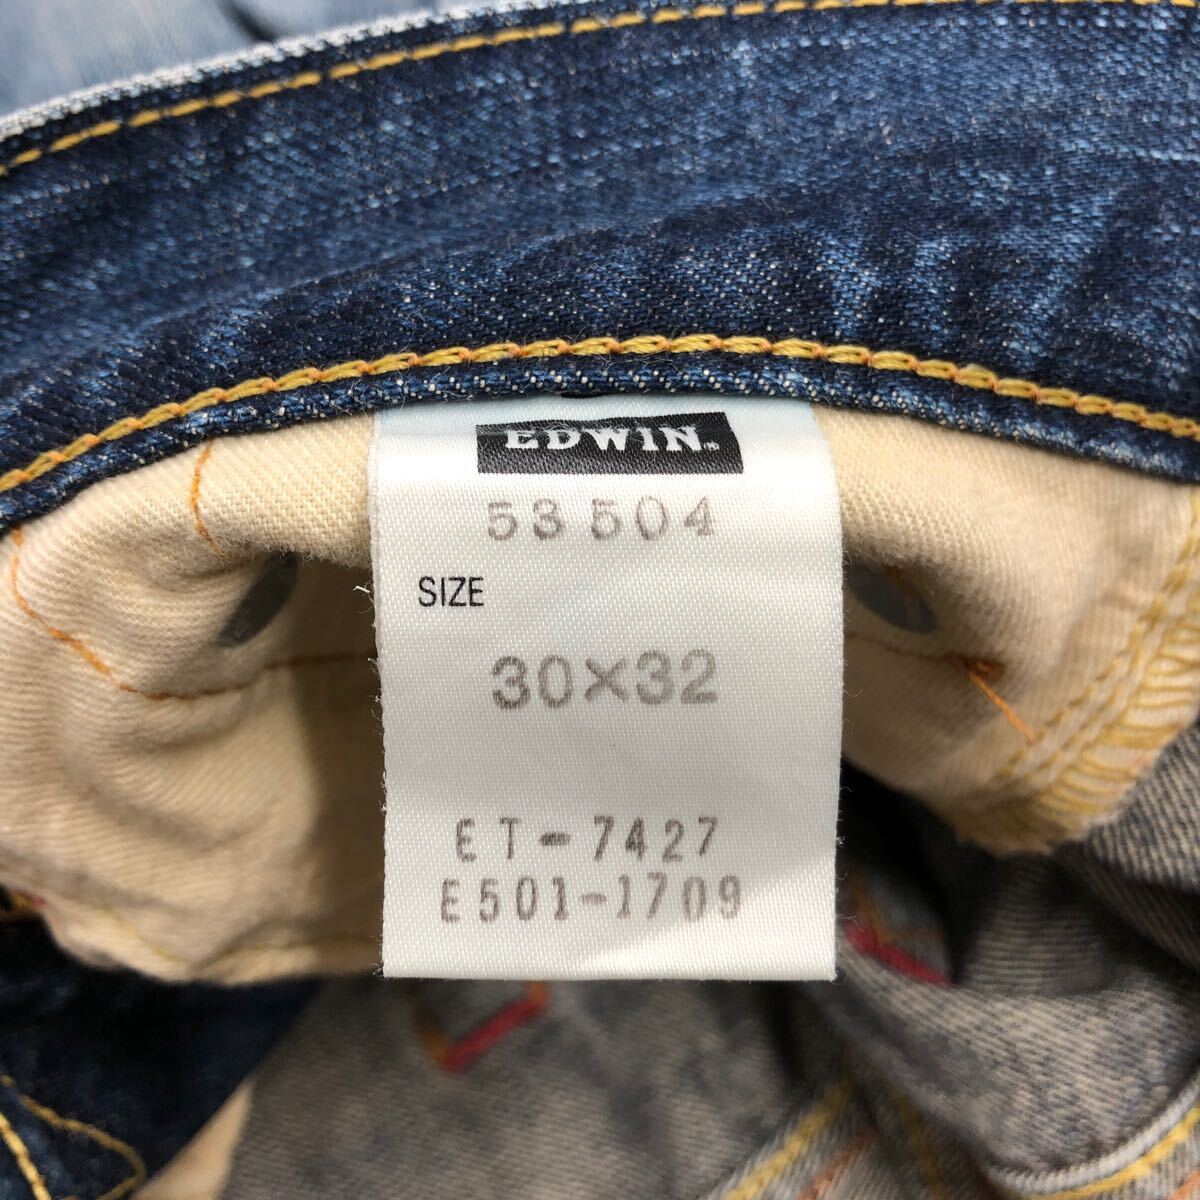 EDWIN.
53504
SIZE
30×32
ET-7427
E501-1709